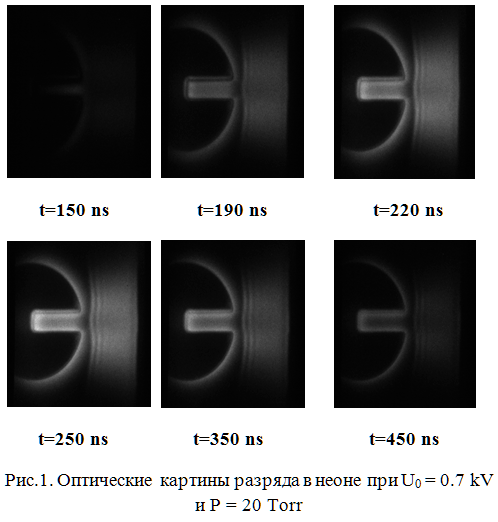 t=150 ns t=190 ns t=220 ns
t=250 ns t=350 ns t=450 ns
Рис.1. Оптические картины разряда в неоне при U₀ = 0.7 kV
и P = 20 Torr